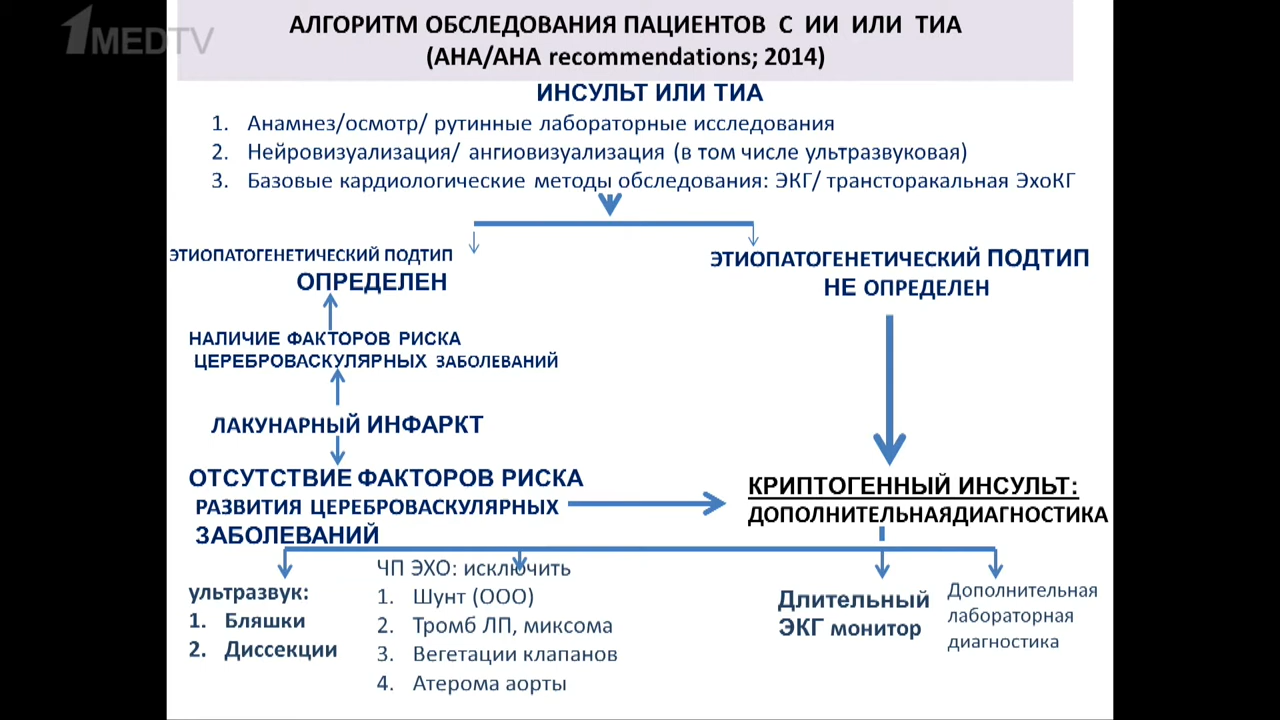 1MEDTV
АЛГОРИТМ ОБСЛЕДОВАНИЯ ПАЦИЕНТОВ С ИИ ИЛИ ТИА
(АНА/АНА recommendations; 2014)
ИНСУЛЬТ ИЛИ ТИА
1. Анамнез/осмотр/ рутинные лабораторные исследования
2. Нейровизуализация/ ангиовизуализация (в том числе ультразвуковая)
3. Базовые кардиологические методы обследования: ЭКГ/ трансторакальная ЭхоКГ
ЭТИОПАТОГЕНЕТИЧЕСКИЙ ПОДТИП
ОПРЕДЕЛЕН
ЭТИОПАТОГЕНЕТИЧЕСКИЙ ПОДТИП
НЕ ОПРЕДЕЛЕН
НАЛИЧИЕ ФАКТОРОВ РИСКА
ЦЕРЕБРОВАСКУЛЯРНЫХ ЗАБОЛЕВАНИЙ
ЛАКУНАРНЫЙ ИНФАРКТ
ОТСУТСТВИЕ ФАКТОРОВ РИСКА
РАЗВИТИЯ ЦЕРЕБРОВАСКУЛЯРНЫХ
ЗАБОЛЕВАНИЙ
КРИПТОГЕННЫЙ ИНСУЛЬТ:
ДОПОЛНИТЕЛЬНАЯДИАГНОСТИКА
ультразвук:
1. Бляшки
2. Диссекции
ЧП ЭХО: исключить
1. Шунт (ООО)
2. Тромб ЛП, миксома
3. Вегетации клапанов
4. Атерома аорты
Длительный
ЭКГ монитор
Дополнительная
лабораторная
диагностика